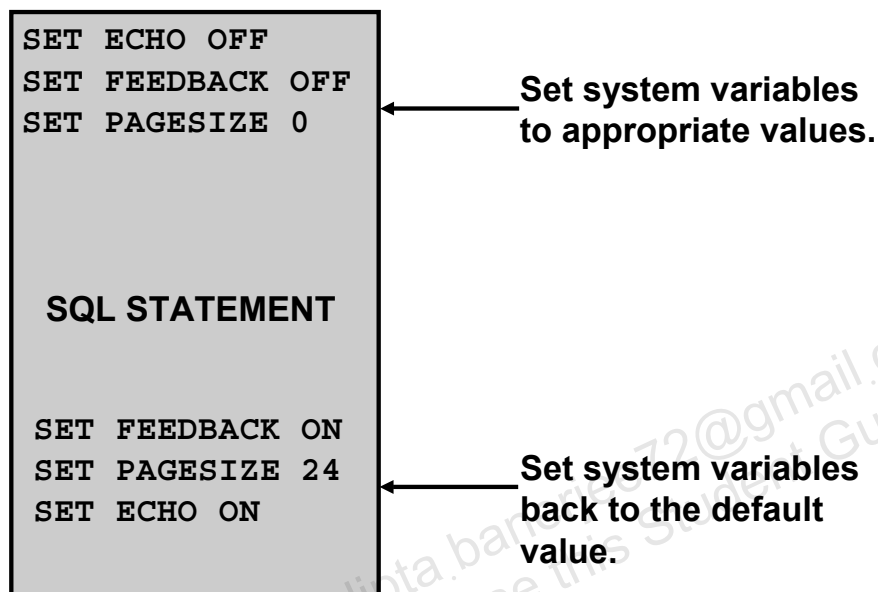 SET ECHO OFF
SET FEEDBACK OFF
SET PAGESIZE 0
Set system variables
to appropriate values.
SQL STATEMENT
SET FEEDBACK ON
SET PAGESIZE 24
SET ECHO ON
Set system variables
back to the default
value.